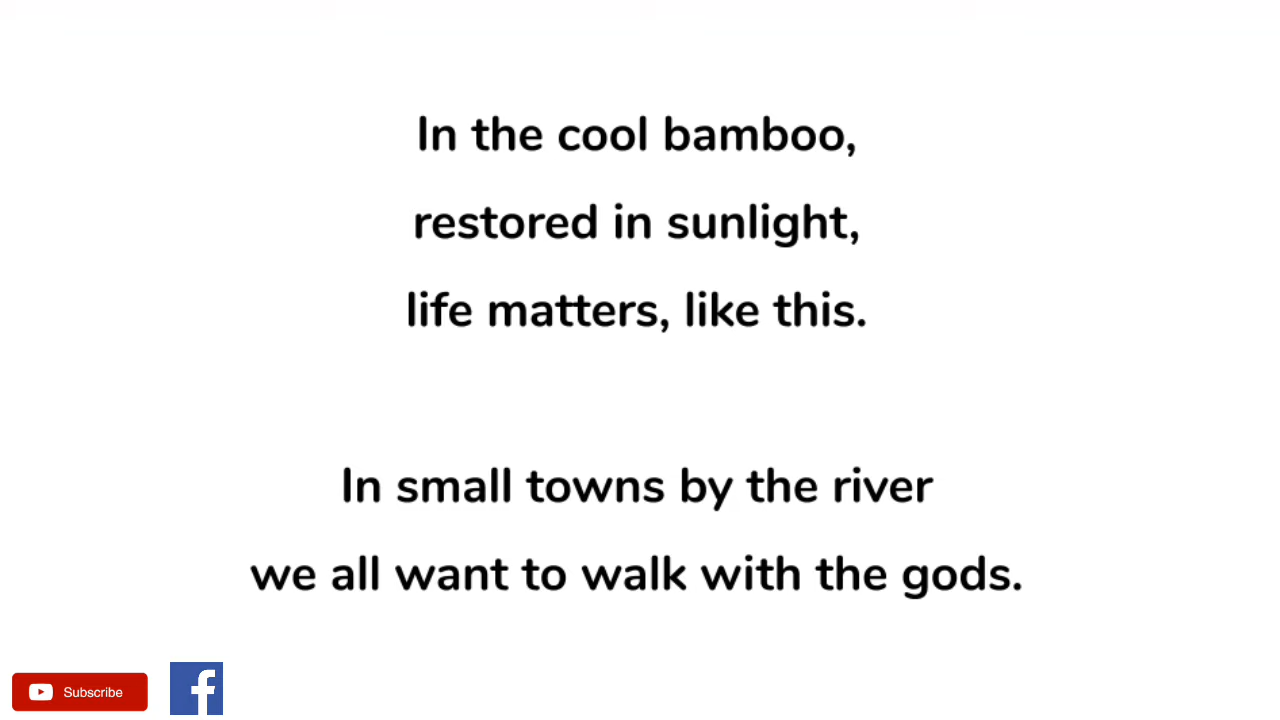 In the cool bamboo,
restored in sunlight,
life matters, like this.
In small towns by the river
we all want to walk with the gods.
Subscribe